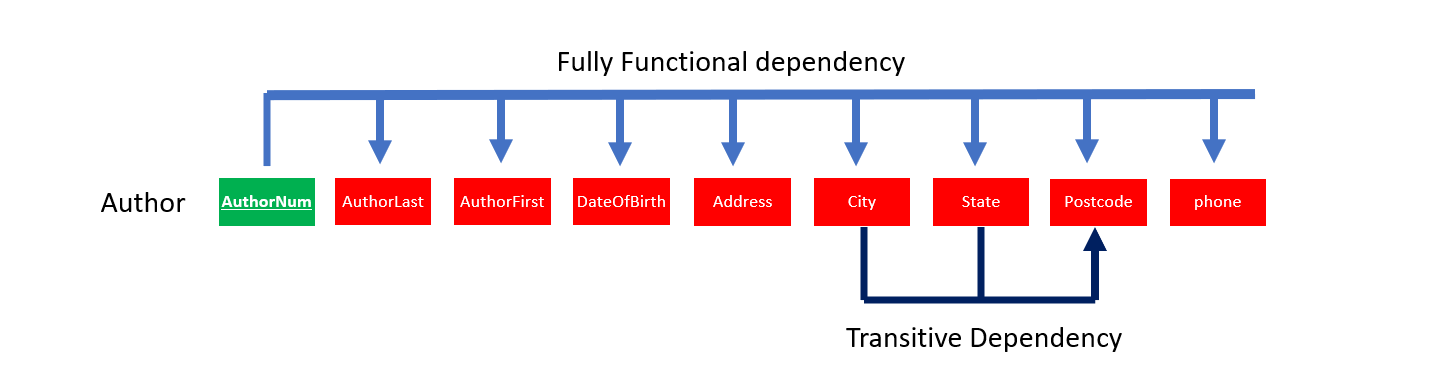 Fully Functional dependency
Author AuthorNum AuthorLast AuthorFirst DateOfBirth Address City State Postcode phone
Transitive Dependency